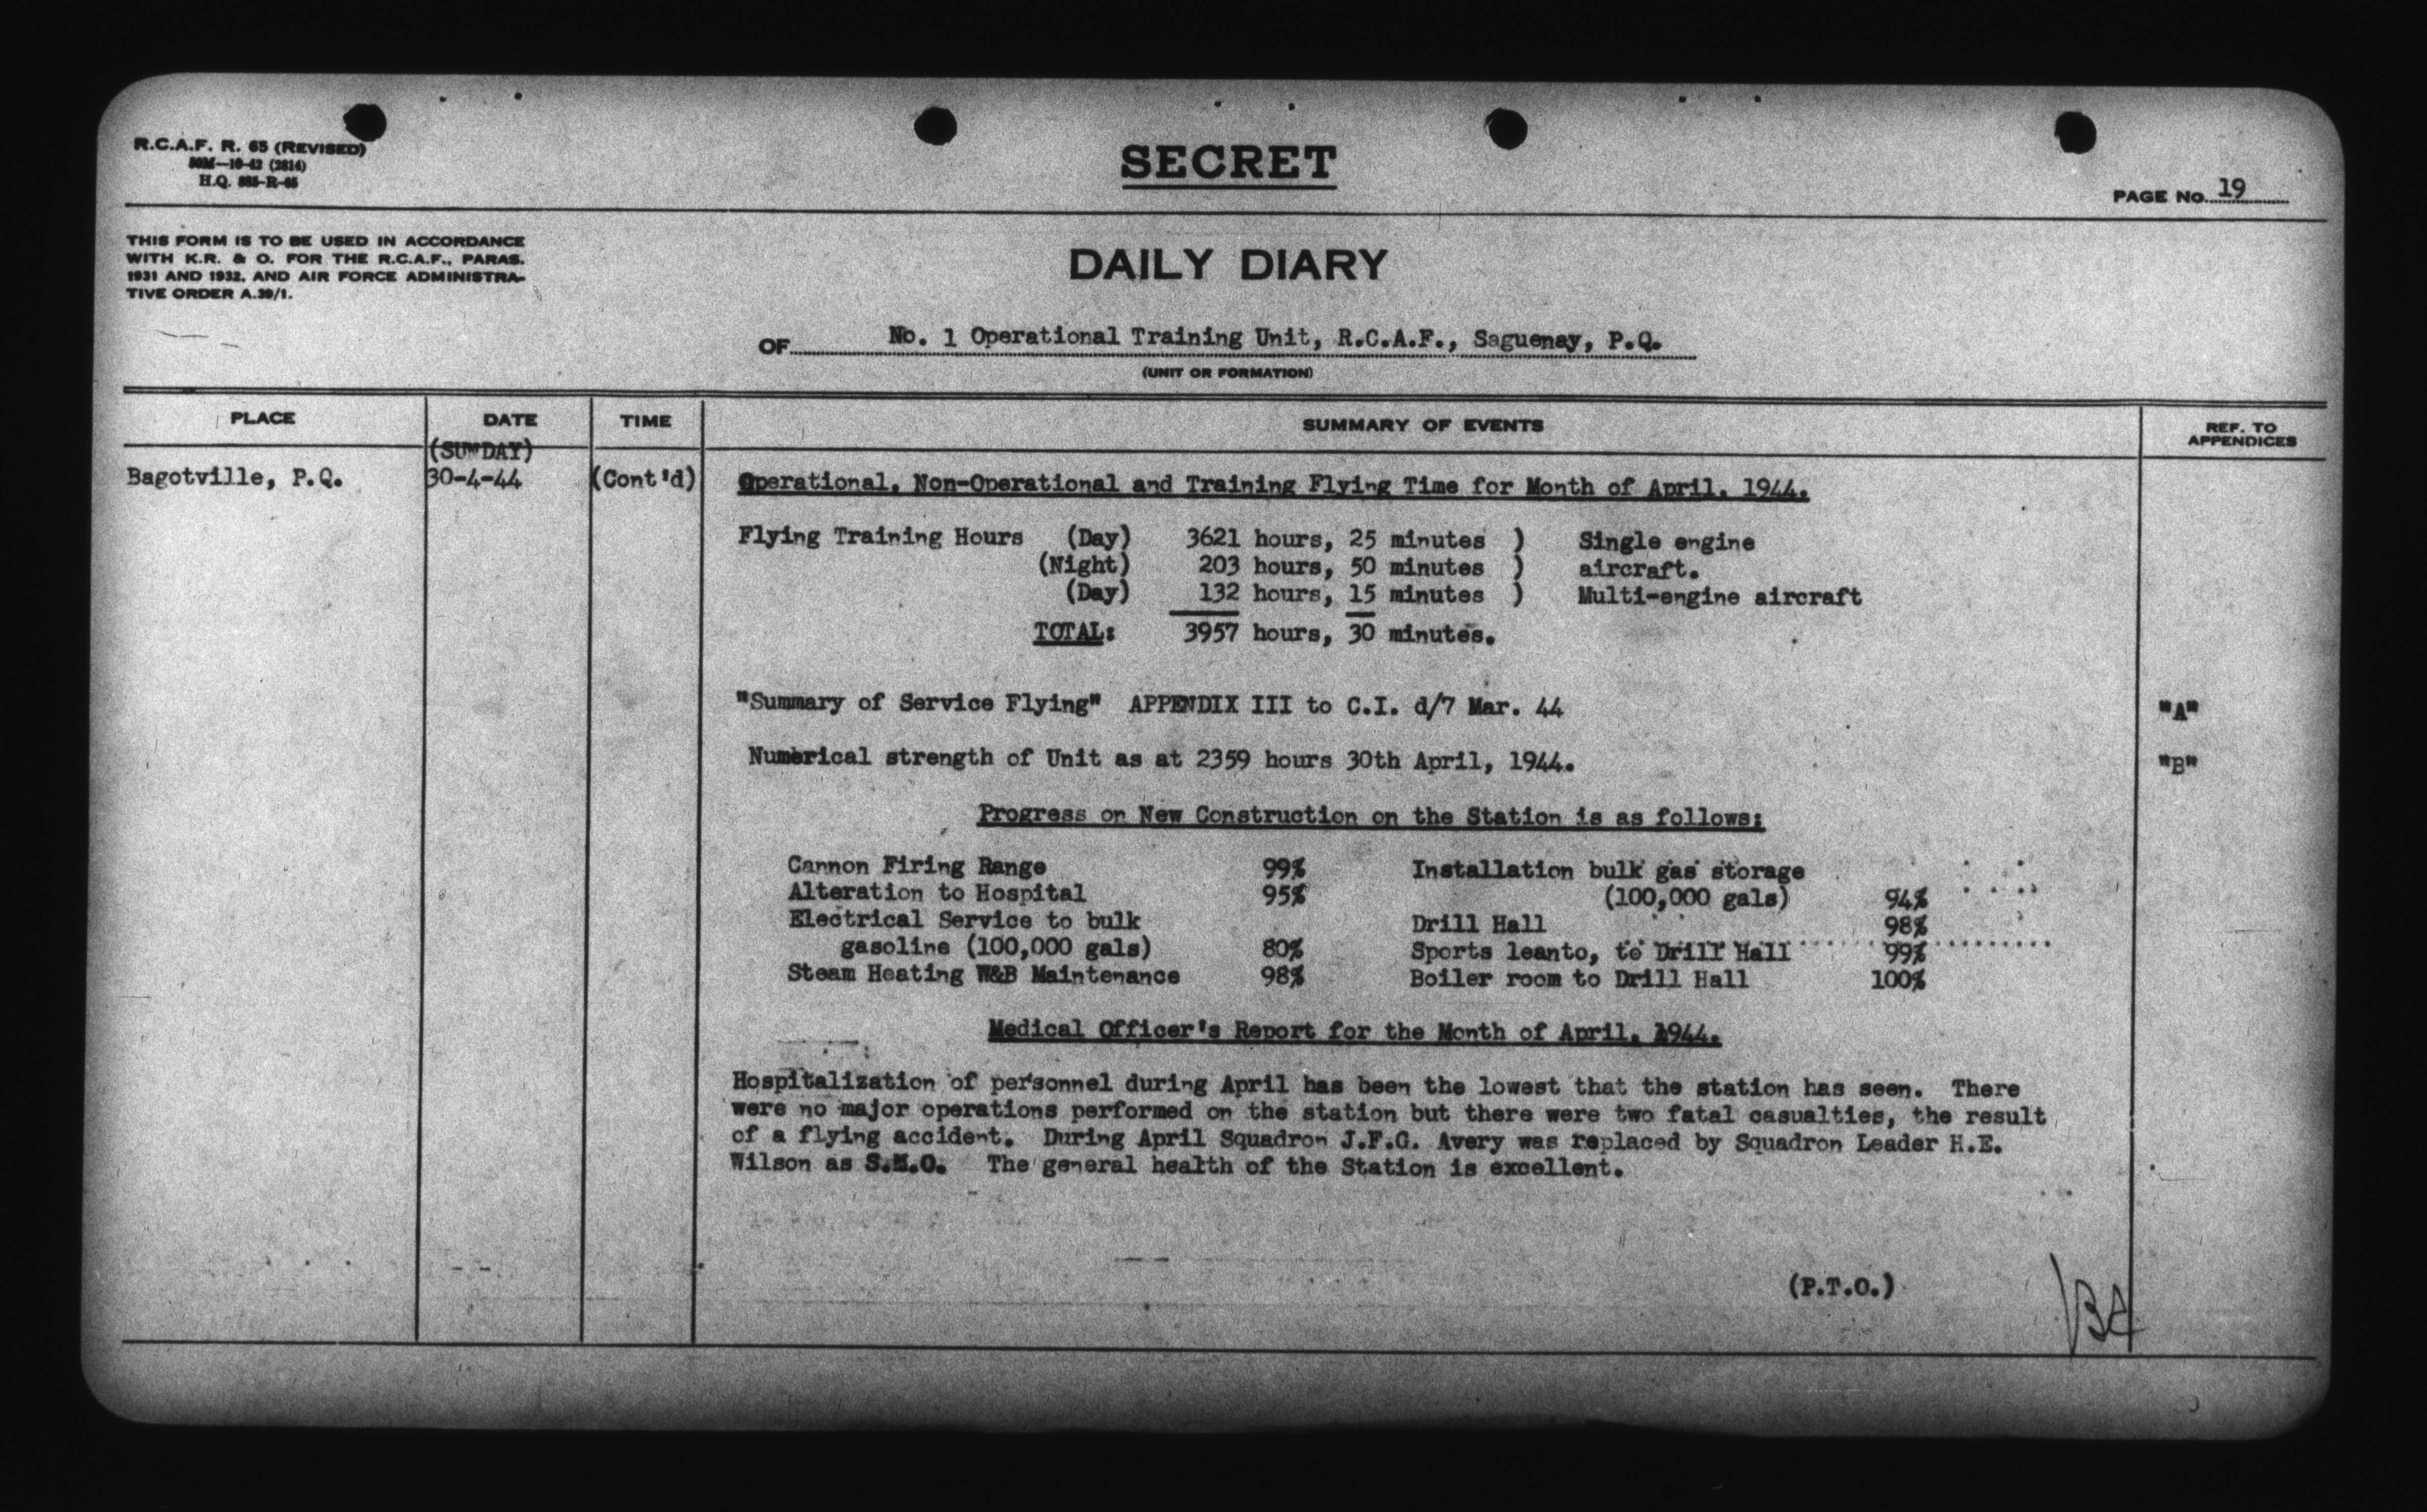 R.C.A.F. R. 65 (REVISED)
50M—10-42 (3814)
H.Q. 885-R-65
SECRET
PAGE No. 19
THIS FORM IS TO BE USED IN ACCORDANCE
WITH K.R. & O. FOR THE R.C.A.F., PARAS.
1931 AND 1932, AND AIR FORCE ADMINISTRA-
TIVE ORDER A.39/1.
DAILY DIARY
OF No. 1 Operational Training Unit, R.C.A.F., Saguenay, P.Q.
(UNIT OR FORMATION)
PLACE DATE TIME SUMMARY OF EVENTS REF. TO APPENDICES
(SUNDAY)
Bagotville, P.Q. 30-4-44 (Cont'd) Operational, Non-Operational and Training Flying Time for Month of April, 1944.
Flying Training Hours (Day) 3621 hours, 25 minutes ) Single engine
(Night) 203 hours, 50 minutes ) aircraft.
(Day) 132 hours, 15 minutes ) Multi-engine aircraft
TOTAL: 3957 hours, 30 minutes.
"Summary of Service Flying" APPENDIX III to C.I. d/7 Mar. 44 "A"
Numerical strength of Unit as at 2359 hours 30th April, 1944. "B"
Progress on New Construction on the Station is as follows:
Cannon Firing Range 99% Installation bulk gas storage
Alteration to Hospital 95% (100,000 gals) 94%
Electrical Service to bulk Drill Hall 98%
gasoline (100,000 gals) 80% Sports leanto, to Drill Hall 99%
Steam Heating W&B Maintenance 98% Boiler room to Drill Hall 100%
Medical Officer's Report for the Month of April, 1944.
Hospitalization of personnel during April has been the lowest that the station has seen. There
were no major operations performed on the station but there were two fatal casualties, the result
of a flying accident. During April Squadron J.F.G. Avery was replaced by Squadron Leader H.E.
Wilson as S.M.O. The general health of the Station is excellent.
(P.T.O.)